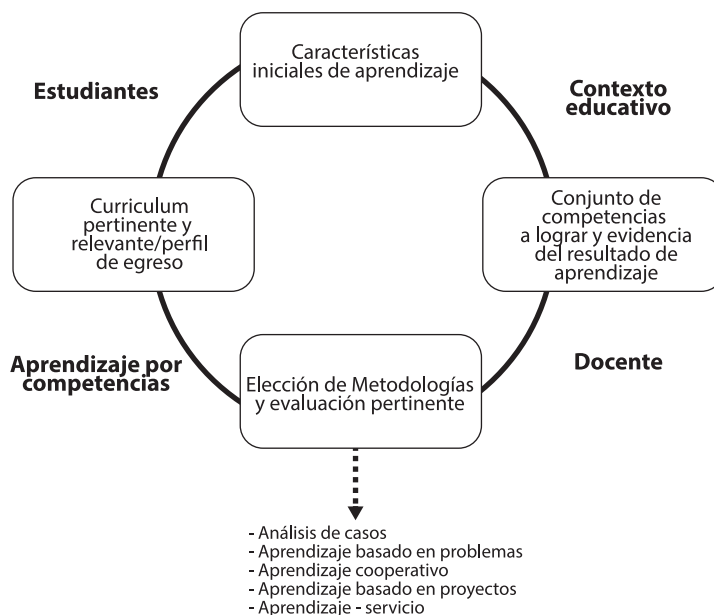 Características
iniciales de aprendizaje
Estudiantes
Contexto
educativo
Curriculum
pertinente y
relevante/perfil
de egreso
Conjunto de
competencias
a lograr y evidencia
del resultado de
aprendizaje
Aprendizaje por
competencias
Docente
Elección de Metodologías
y evaluación pertinente
- Análisis de casos
- Aprendizaje basado en problemas
- Aprendizaje cooperativo
- Aprendizaje basado en proyectos
- Aprendizaje - servicio